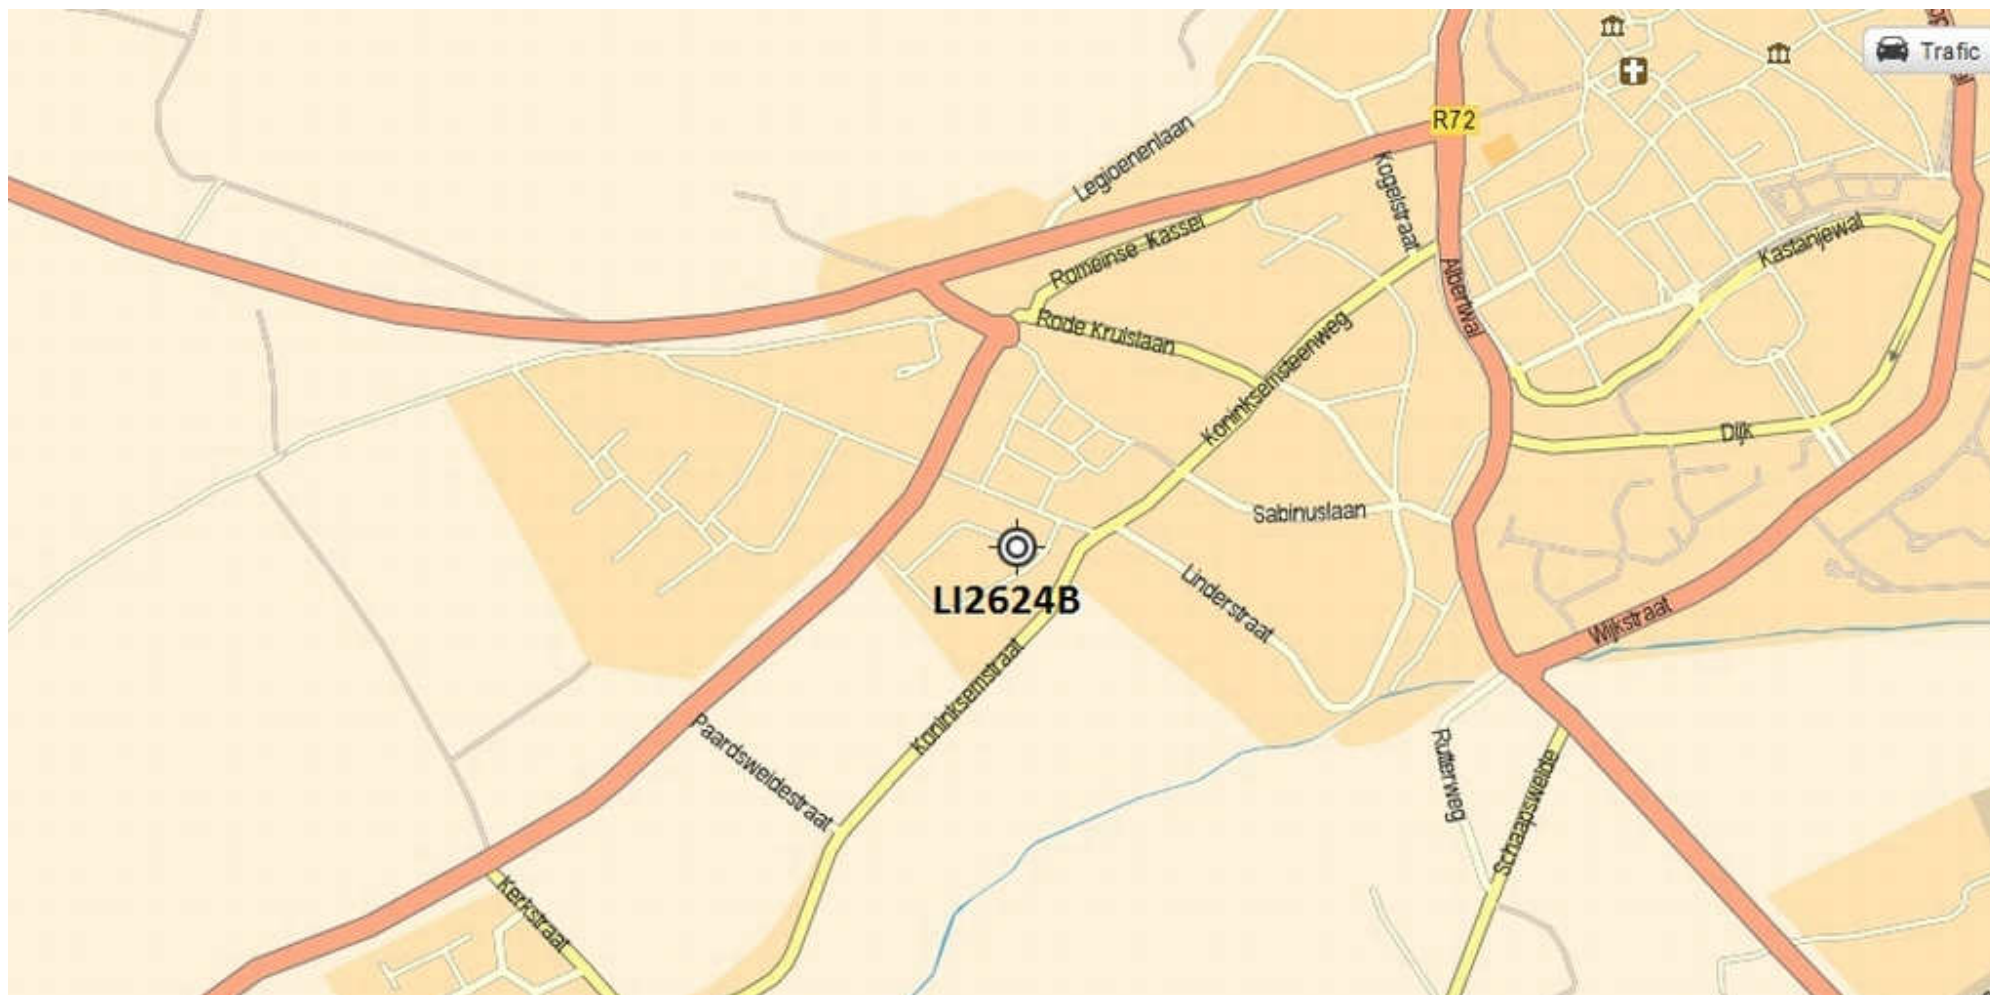 Trafic
R72
Legioenenlaan
Kogelstraat
Romeinse Kassel
Kastanjewal
Albertwal
Rode Kruislaan
Koninksemsteenweg
Dijk
Sabinuslaan
LI2624B
Linderstraat
Wijkstraat
Koninksemstraat
Paardsweidestraat
Rutterweg
Schaapsweide
Kerkstraat